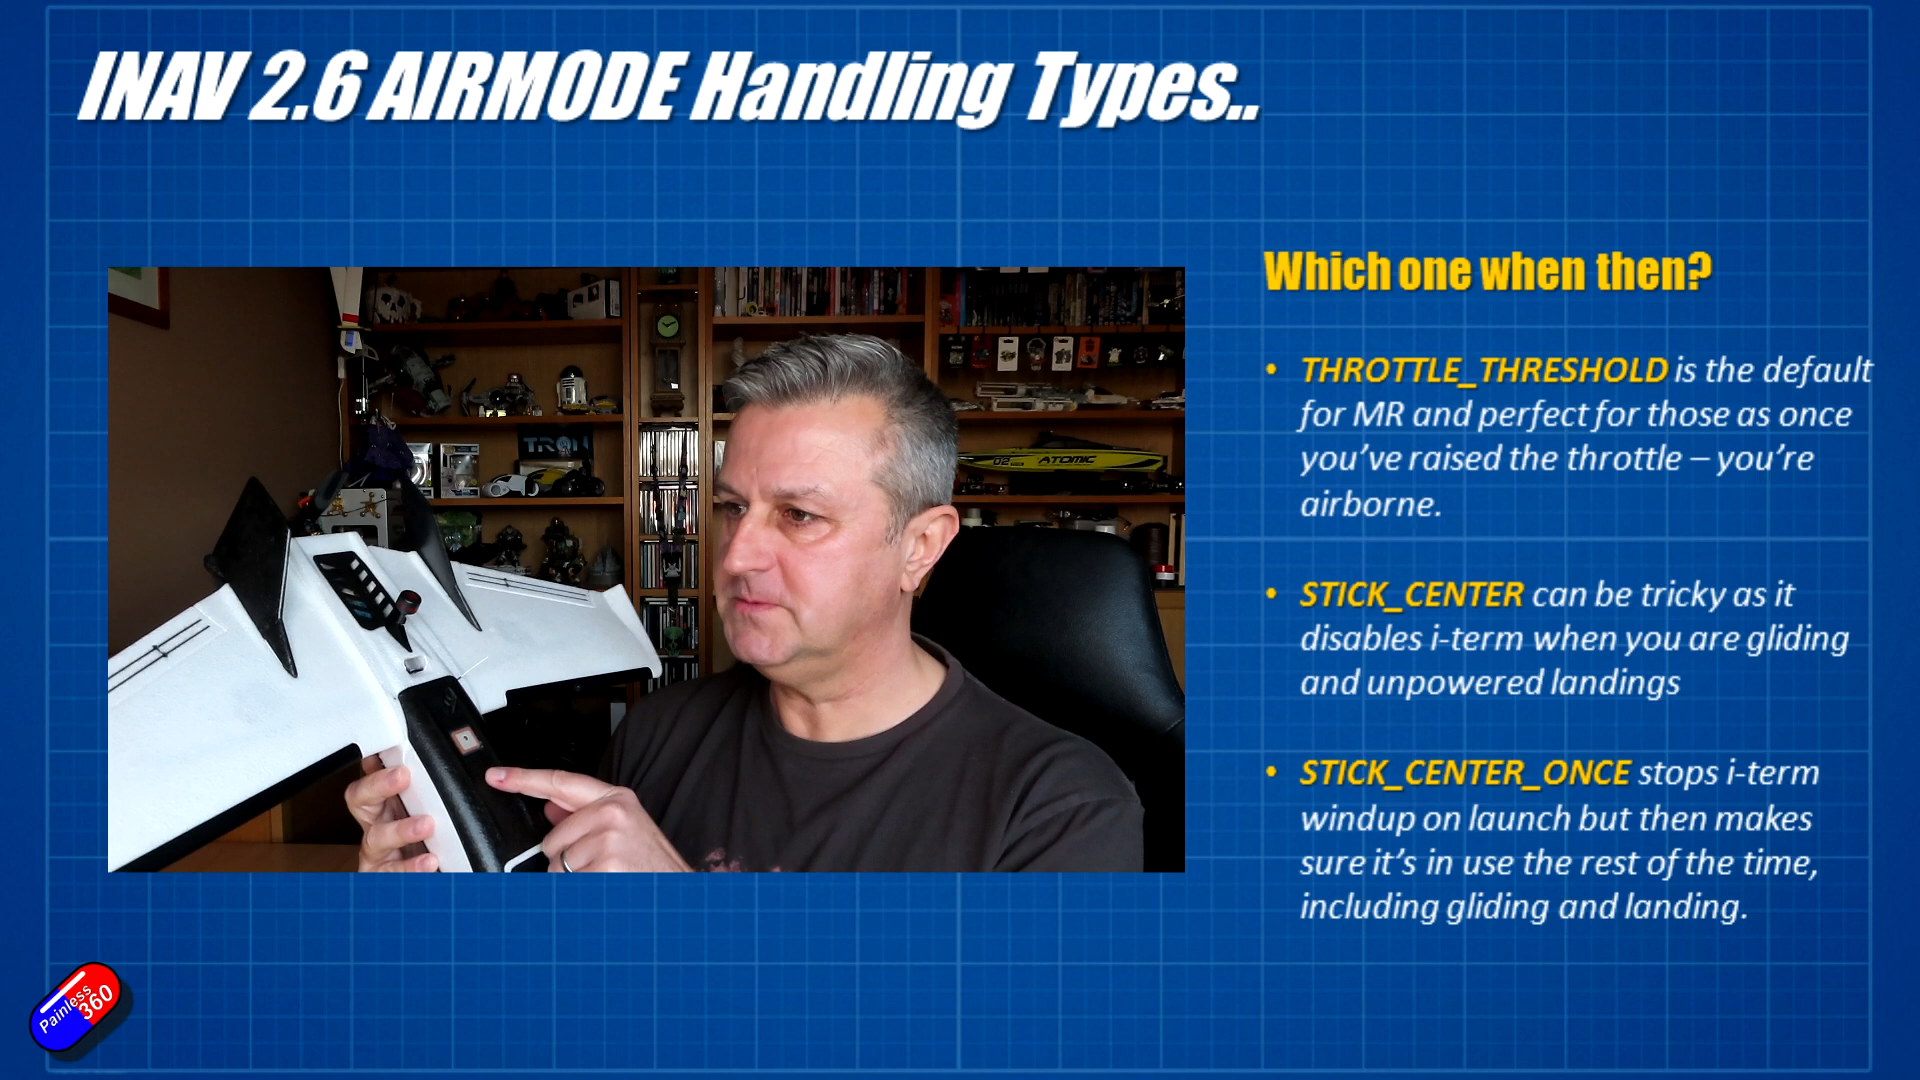 INAV 2.6 AIRMODE Handling Types..
Which one when then?
• THROTTLE_THRESHOLD is the default
for MR and perfect for those as once
you've raised the throttle – you're
airborne.
• STICK_CENTER can be tricky as it
disables i-term when you are gliding
and unpowered landings
• STICK_CENTER_ONCE stops i-term
windup on launch but then makes
sure it's in use the rest of the time,
including gliding and landing.
TRON
02 ATOMIC
Painless
360